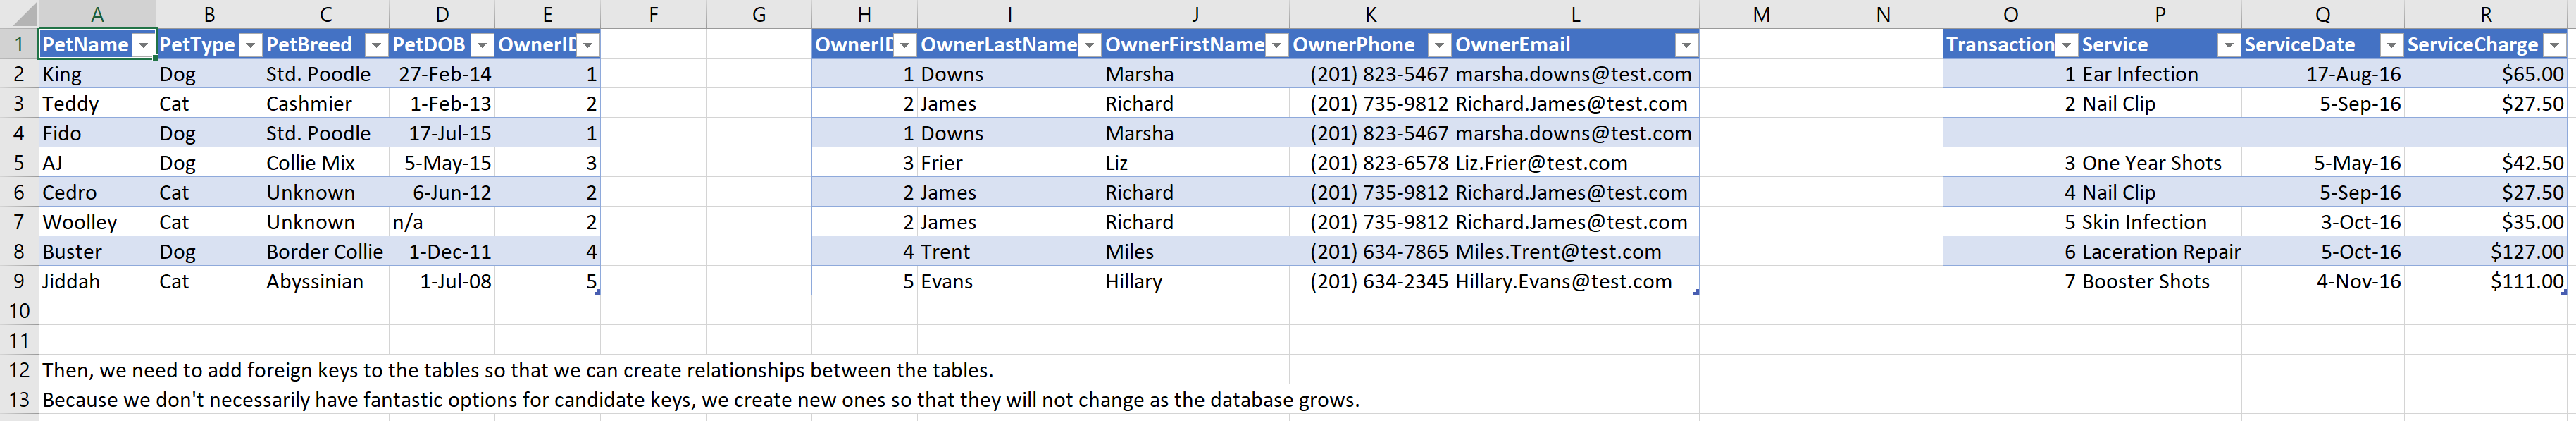 A B C D E F G H I J K L M N O P Q R
1 PetName PetType PetBreed PetDOB OwnerID OwnerID OwnerLastName OwnerFirstName OwnerPhone OwnerEmail Transaction Service ServiceDate ServiceCharge
2 King Dog Std. Poodle 27-Feb-14 1 1 Downs Marsha (201) 823-5467 marsha.downs@test.com 1 Ear Infection 17-Aug-16 $65.00
3 Teddy Cat Cashmier 1-Feb-13 2 2 James Richard (201) 735-9812 Richard.James@test.com 2 Nail Clip 5-Sep-16 $27.50
4 Fido Dog Std. Poodle 17-Jul-15 1 1 Downs Marsha (201) 823-5467 marsha.downs@test.com
5 AJ Dog Collie Mix 5-May-15 3 3 Frier Liz (201) 823-6578 Liz.Frier@test.com 3 One Year Shots 5-May-16 $42.50
6 Cedro Cat Unknown 6-Jun-12 2 2 James Richard (201) 735-9812 Richard.James@test.com 4 Nail Clip 5-Sep-16 $27.50
7 Woolley Cat Unknown n/a 2 2 James Richard (201) 735-9812 Richard.James@test.com 5 Skin Infection 3-Oct-16 $35.00
8 Buster Dog Border Collie 1-Dec-11 4 4 Trent Miles (201) 634-7865 Miles.Trent@test.com 6 Laceration Repair 5-Oct-16 $127.00
9 Jiddah Cat Abyssinian 1-Jul-08 5 5 Evans Hillary (201) 634-2345 Hillary.Evans@test.com 7 Booster Shots 4-Nov-16 $111.00
10
11
12 Then, we need to add foreign keys to the tables so that we can create relationships between the tables.
13 Because we don't necessarily have fantastic options for candidate keys, we create new ones so that they will not change as the database grows.